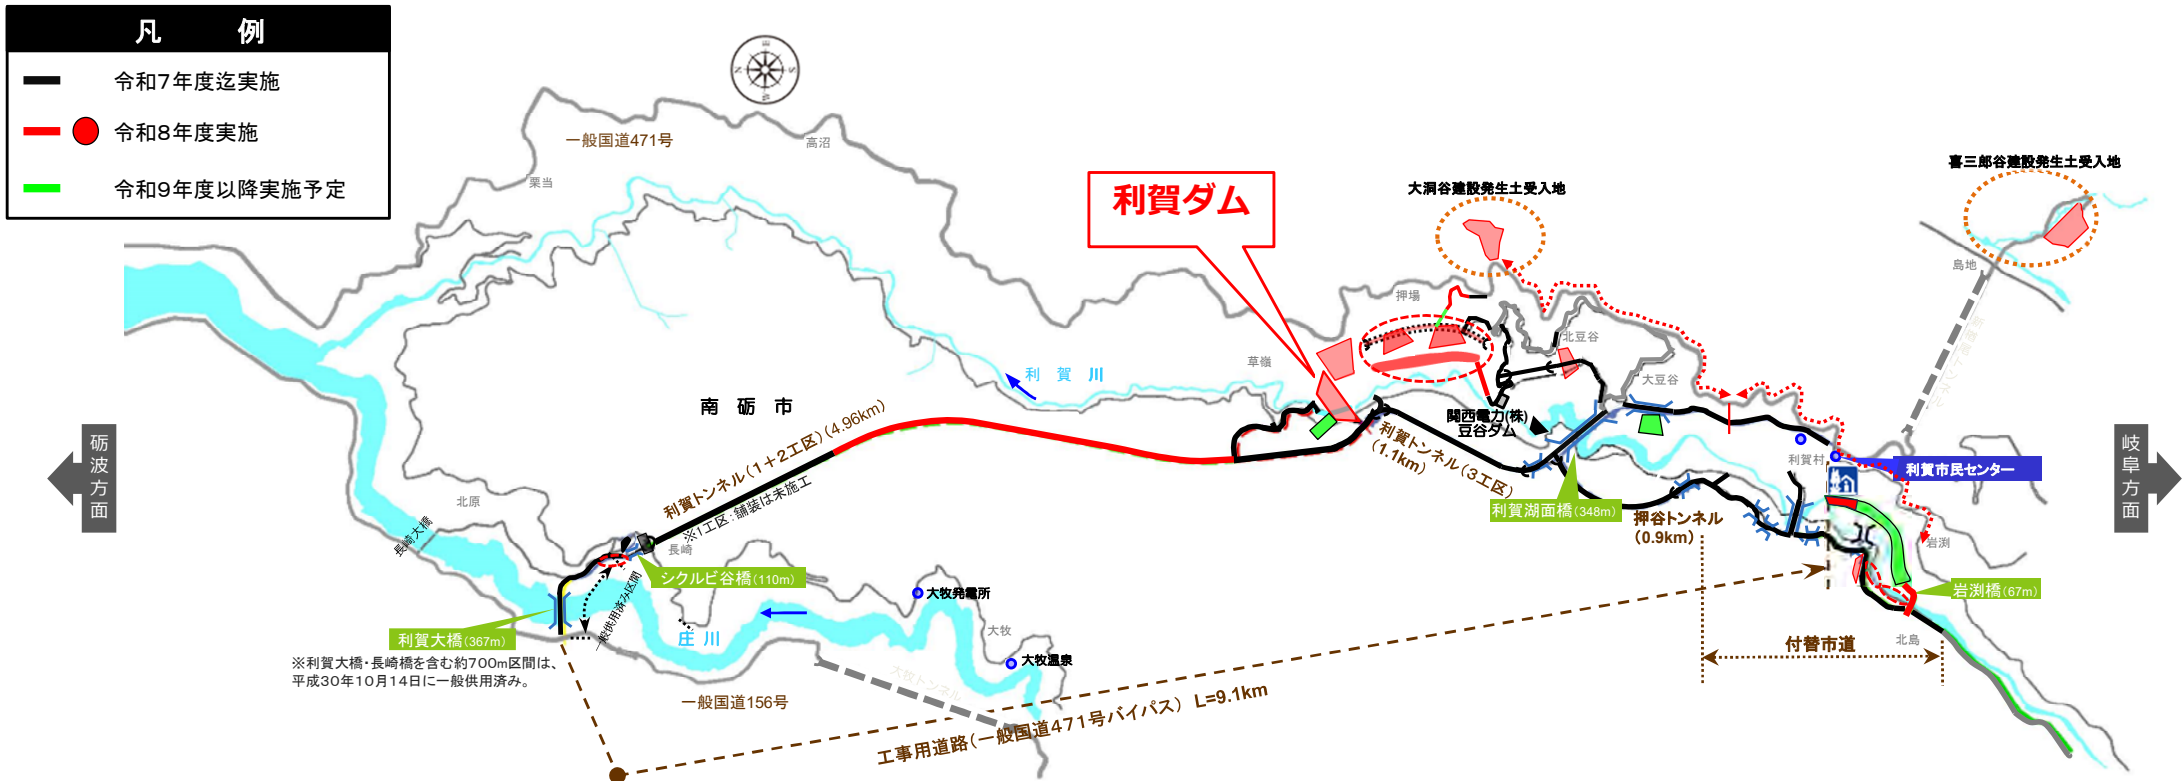 凡 例
令和7年度迄実施
令和8年度実施
令和9年度以降実施予定
N
E
S
W
一般国道471号
高沼
栗当
利賀ダム
大洞谷建設発生土受入地
喜三郎谷建設発生土受入地
島地
押場
北豆谷
草嶺
大豆谷
利 賀 川
南 砺 市
関西電力(株)
豆谷ダム
利賀トンネル(1+2工区)(4.96km)
※1工区:舗装は未施工
利賀トンネル(3工区)
(1.1km)
利賀村
利賀市民センター
砺波方面
岐阜方面
北原
長崎大橋
長崎
利賀湖面橋(348m)
押谷トンネル
(0.9km)
岩渕
シクルビ谷橋(110m)
一般供用済み区間
大牧発電所
岩渕橋(67m)
利賀大橋(367m)
庄川
大牧
北島
付替市道
※利賀大橋・長崎橋を含む約700m区間は、
平成30年10月14日に一般供用済み。
大牧温泉
大牧トンネル
一般国道156号
工事用道路(一般国道471号バイパス) L=9.1km